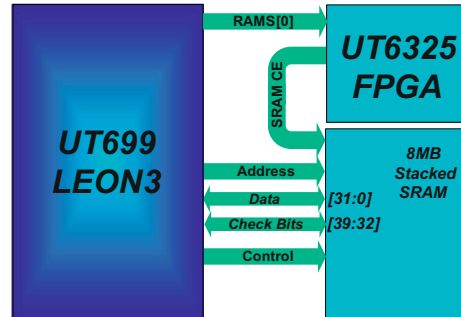 RAMS[0]
UT6325
FPGA
SRAM CE
UT699
LEON3
8MB
Stacked
SRAM
Address
Data
[31:0]
Check Bits
[39:32]
Control